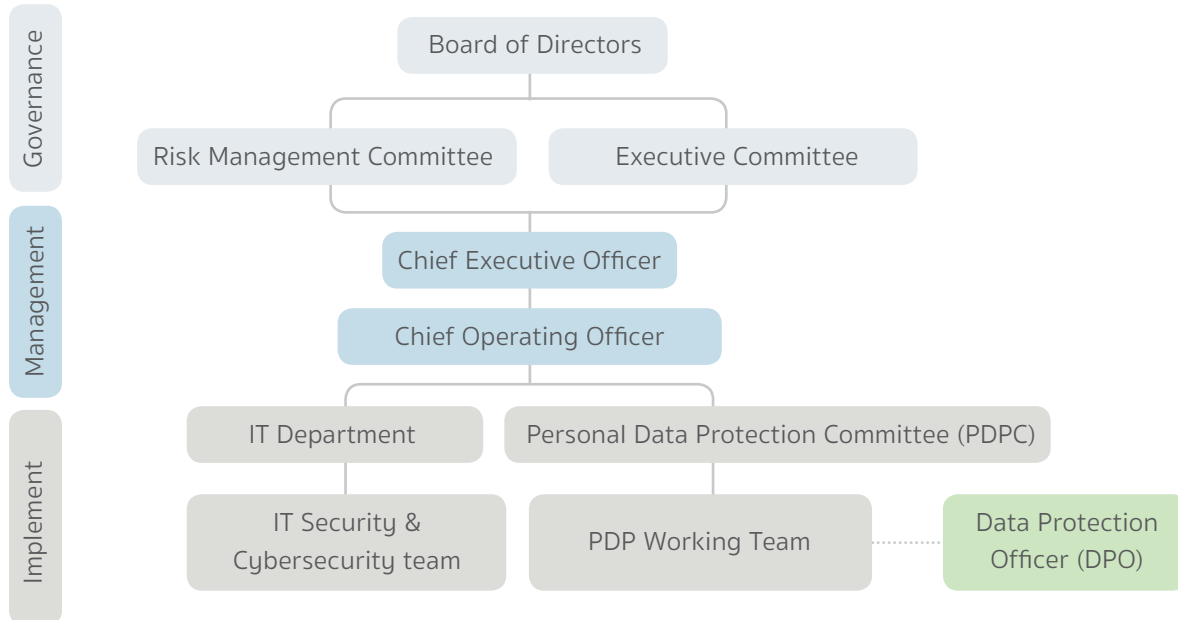 Governance
Board of Directors
Risk Management Committee
Executive Committee
Management
Chief Executive Officer
Chief Operating Officer
Implement
IT Department
Personal Data Protection Committee (PDPC)
IT Security &
Cybersecurity team
PDP Working Team
Data Protection
Officer (DPO)